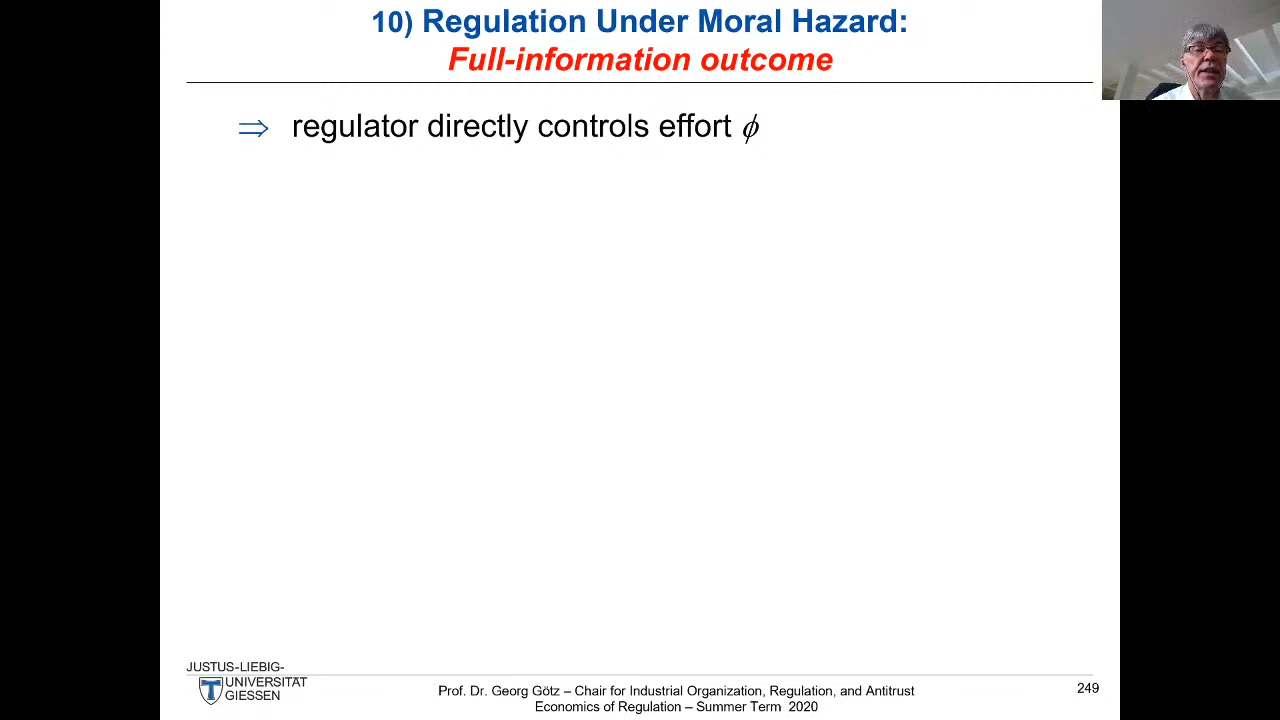 10) Regulation Under Moral Hazard:
Full-information outcome
⇒ regulator directly controls effort ϕ
JUSTUS-LIEBIG-
UNIVERSITÄT
GIESSEN
Prof. Dr. Georg Götz – Chair for Industrial Organization, Regulation, and Antitrust
Economics of Regulation – Summer Term 2020
249